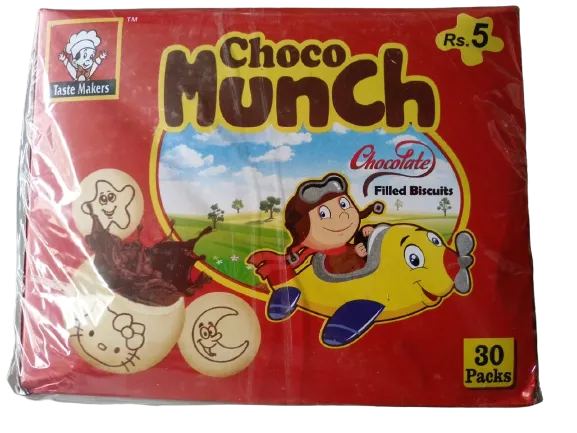 TM
Taste Makers
Choco
Munch
Rs.5
Chocolate
Filled Biscuits
30
Packs